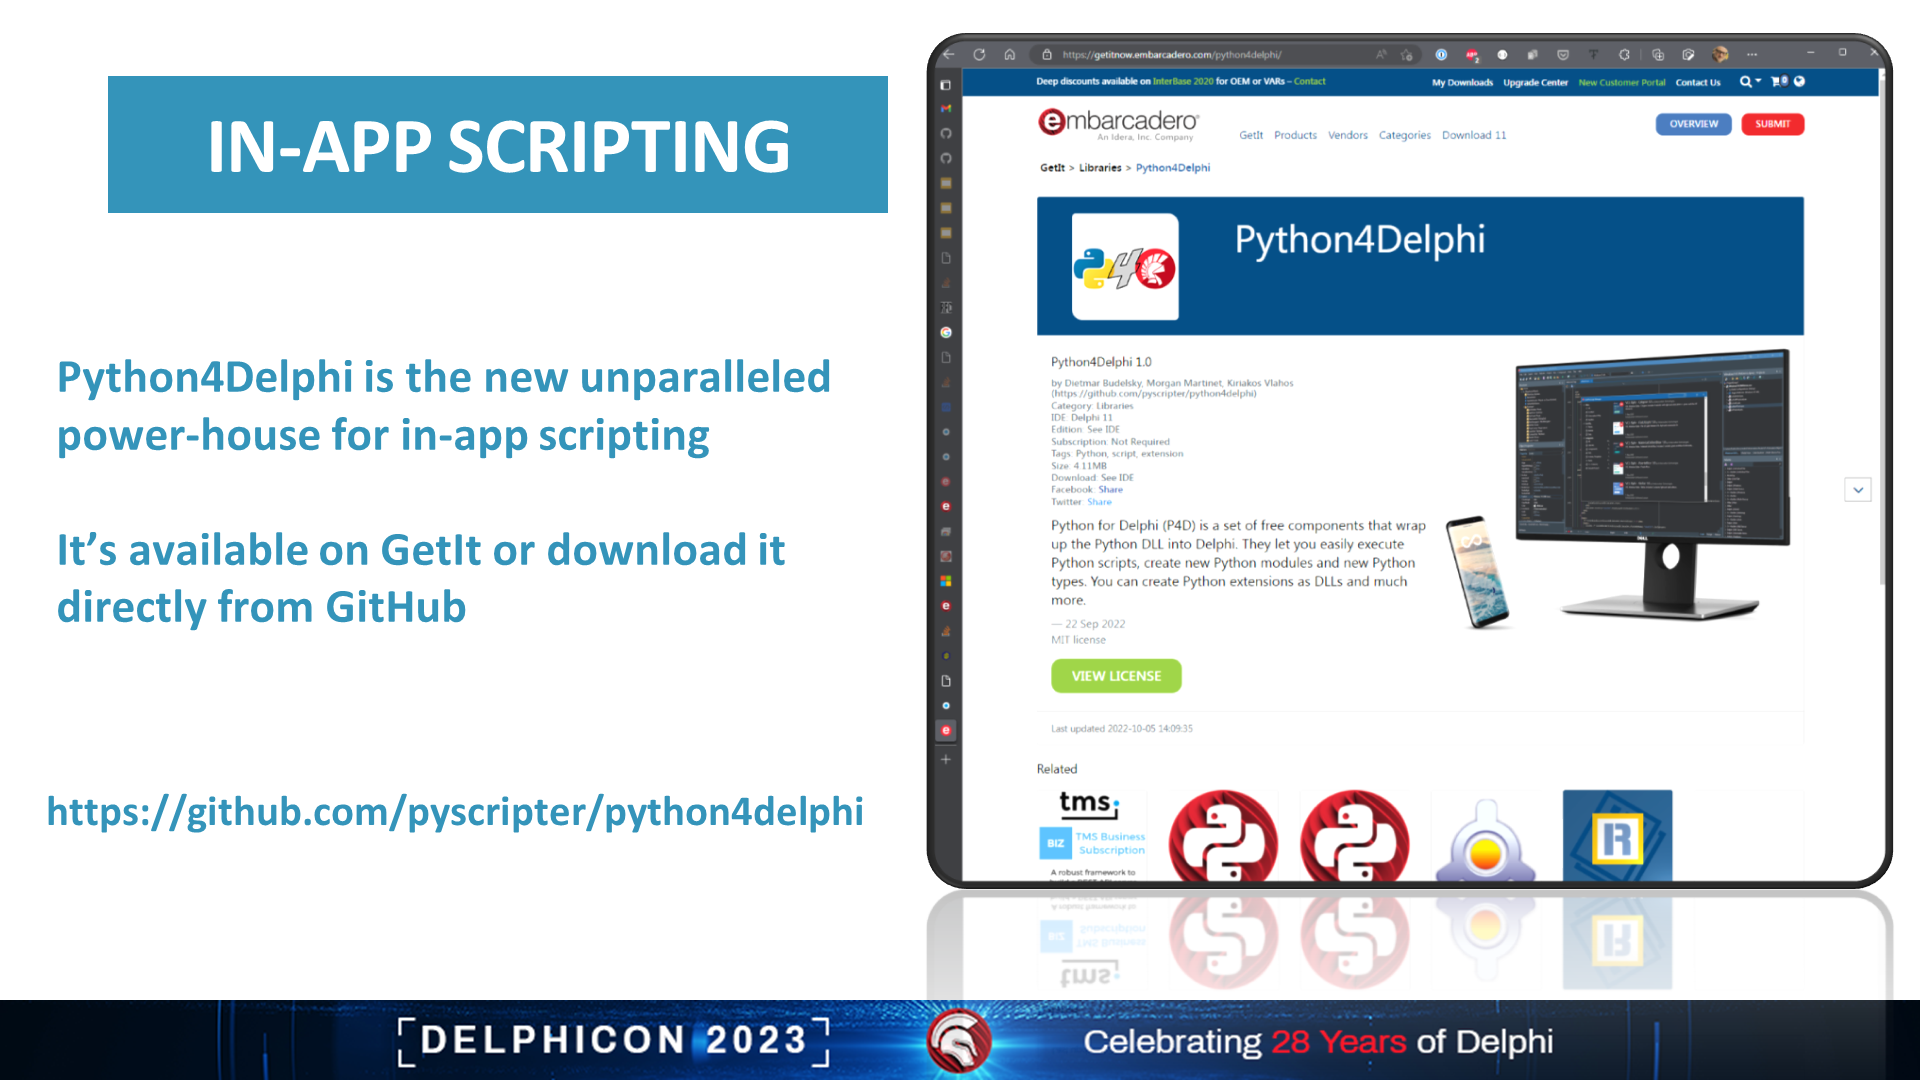 IN-APP SCRIPTING
Python4Delphi is the new unparalleled
power-house for in-app scripting
It’s available on GetIt or download it
directly from GitHub
https://github.com/pyscripter/python4delphi
https://getitnow.embarcadero.com/python4delphi/
Deep discounts available on InterBase 2020 for OEM or VARs – Contact
My Downloads Upgrade Center New Customer Portal Contact Us
embarcadero
An Idera, Inc. Company
GetIt Products Vendors Categories Download 11
OVERVIEW SUBMIT
GetIt > Libraries > Python4Delphi
Python4Delphi
Python4Delphi 1.0
by Dietmar Budelsky, Morgan Martinet, Kiriakos Vlahos
(https://github.com/pyscripter/python4delphi)
Category: Libraries
IDE: Delphi 11
Edition: See IDE
Subscription: Not Required
Tags: Python, script, extension
Size: 4.11MB
Download: See IDE
Facebook: Share
Twitter: Share
Python for Delphi (P4D) is a set of free components that wrap
up the Python DLL into Delphi. They let you easily execute
Python scripts, create new Python modules and new Python
types. You can create Python extensions as DLLs and much
more.
— 22 Sep 2022
MIT license
VIEW LICENSE
Last updated 2022-10-05 14:09:35
Related
tms;
BIZ
TMS Business
Subscription
A robust framework to
R
DELPHICON 2023
Celebrating 28 Years of Delphi